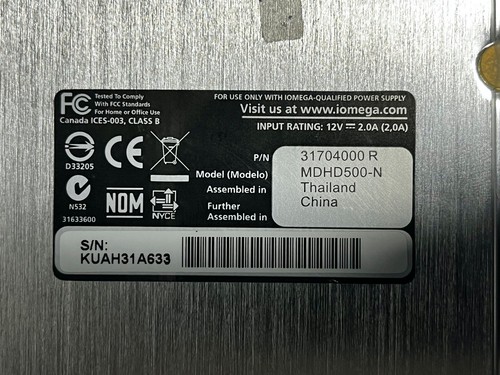 FC Tested To Comply
With FCC Standards
For Home or Office Use
Canada ICES-003, CLASS B
FOR USE ONLY WITH IOMEGA-QUALIFIED POWER SUPPLY
Visit us at www.iomega.com
INPUT RATING: 12V ⎓ 2.0A (2,0A)
D33205
CE
N532
31633600
NOM
NYCE
P/N 31704000 R
Model (Modelo) MDHD500-N
Assembled in Thailand
Further
Assembled in China
S/N:
KUAH31A633